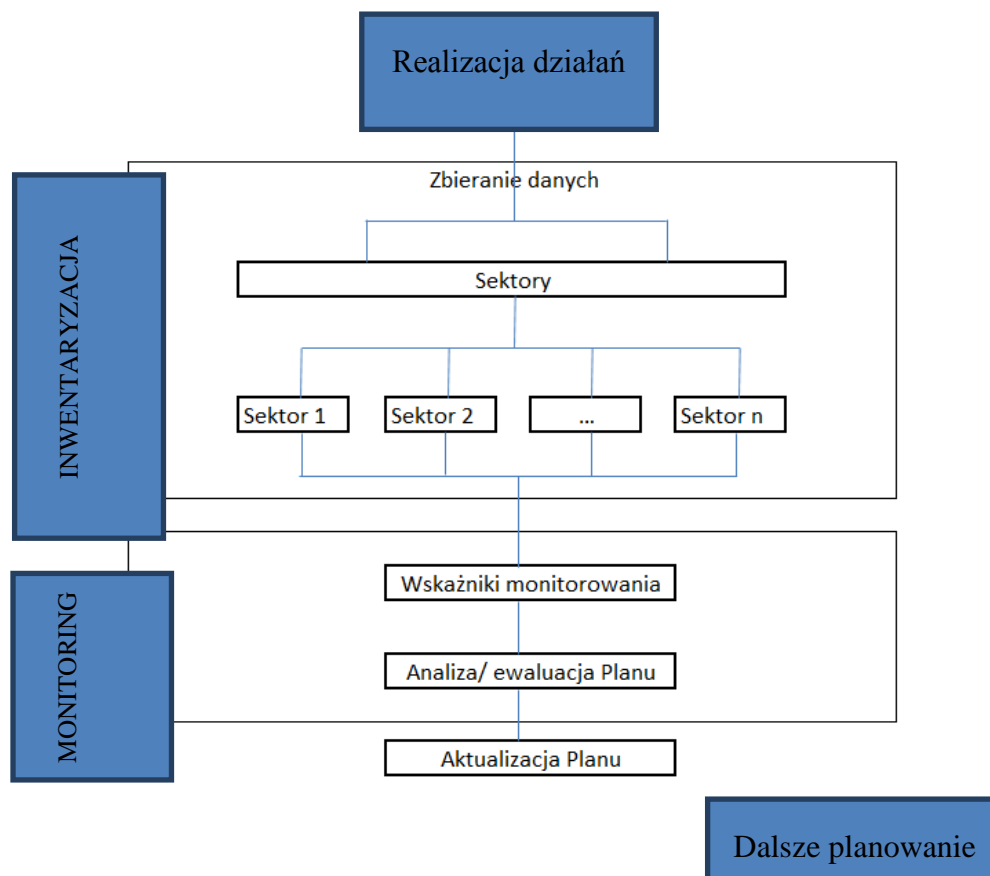 Realizacja działań
Zbieranie danych
INWENTARYZACJA
Sektory
Sektor 1
Sektor 2
...
Sektor n
MONITORING
Wskaźniki monitorowania
Analiza/ ewaluacja Planu
Aktualizacja Planu
Dalsze planowanie